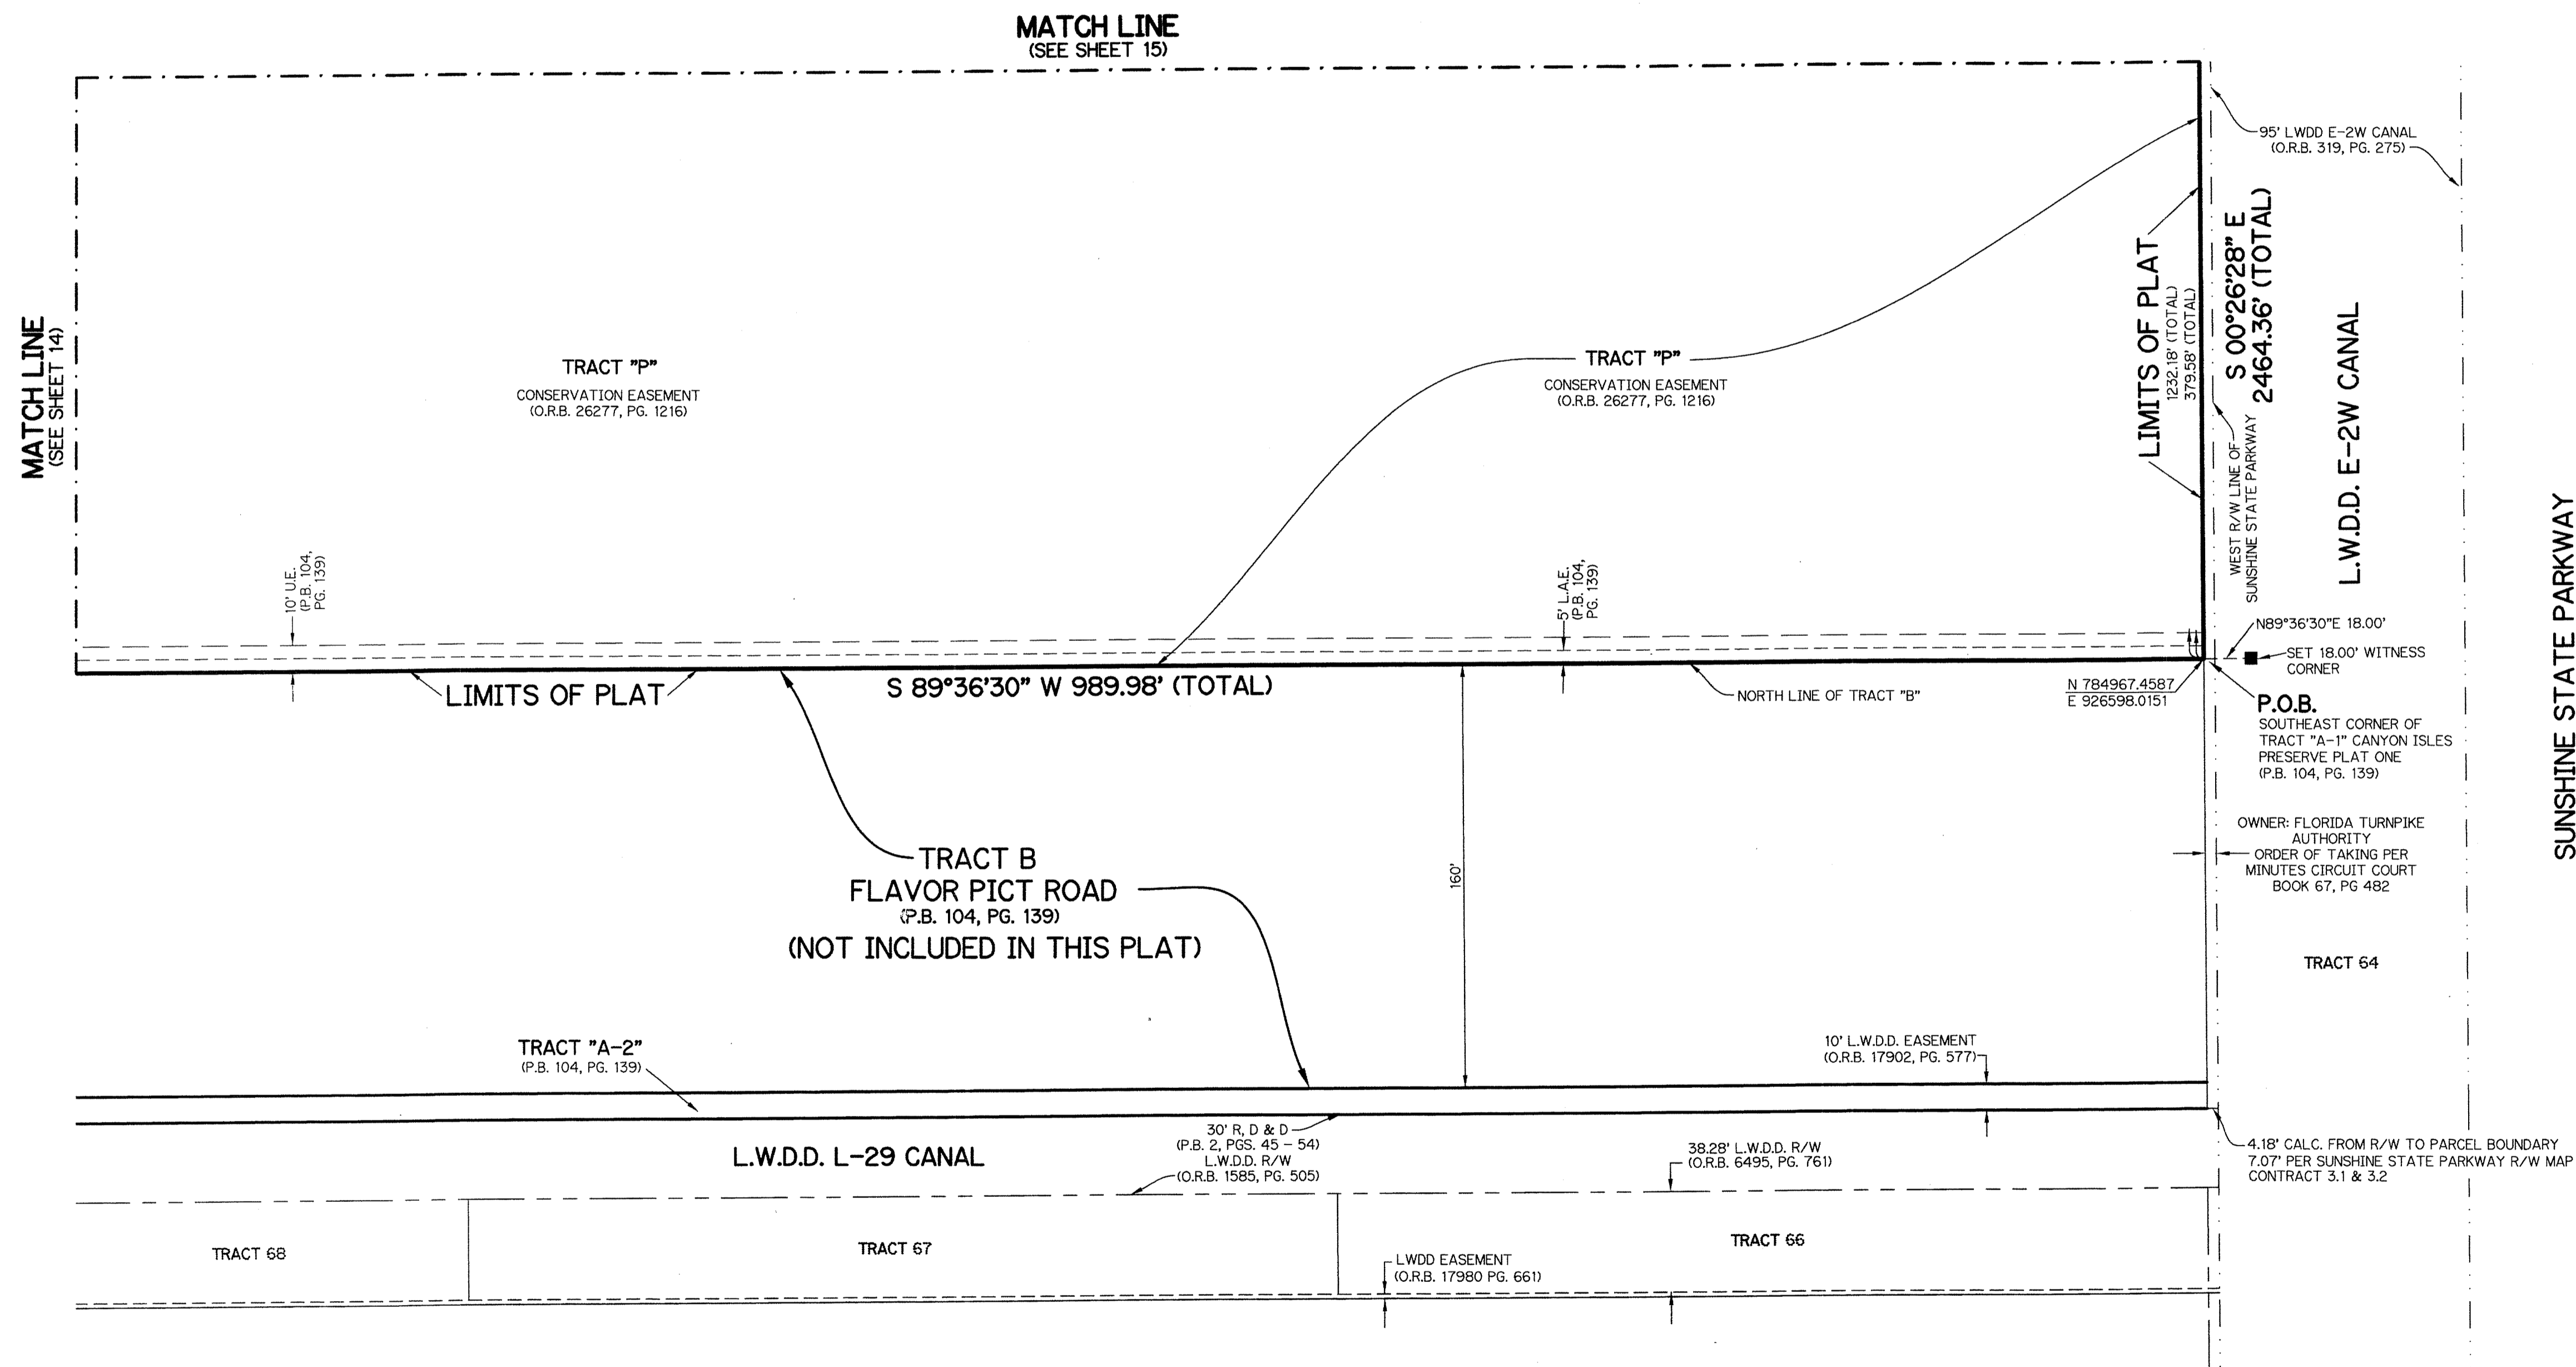 MATCH LINE
(SEE SHEET 15)
95' LWDD E-2W CANAL
(O.R.B. 319, PG. 275)
MATCH LINE
(SEE SHEET 14)
TRACT "P"
CONSERVATION EASEMENT
(O.R.B. 26277, PG. 1216)
TRACT "P"
CONSERVATION EASEMENT
(O.R.B. 26277, PG. 1216)
LIMITS OF PLAT
1232.18' (TOTAL)
379.58' (TOTAL)
S 00°26'28" E
2464.36' (TOTAL)
WEST R/W LINE OF
SUNSHINE STATE PARKWAY
L.W.D.D. E-2W CANAL
SUNSHINE STATE PARKWAY
10' U.E.
(P.B. 104,
PG. 139)
5' L.A.E.
(P.B. 104,
PG. 139)
N89°36'30"E 18.00'
SET 18.00' WITNESS
CORNER
LIMITS OF PLAT
S 89°36'30" W 989.98' (TOTAL)
NORTH LINE OF TRACT "B"
N 784967.4587
E 926598.0151
P.O.B.
SOUTHEAST CORNER OF
TRACT "A-1" CANYON ISLES
PRESERVE PLAT ONE
(P.B. 104, PG. 139)
OWNER: FLORIDA TURNPIKE
AUTHORITY
ORDER OF TAKING PER
MINUTES CIRCUIT COURT
BOOK 67, PG 482
TRACT B
FLAVOR PICT ROAD
(P.B. 104, PG. 139)
(NOT INCLUDED IN THIS PLAT)
160'
TRACT 64
TRACT "A-2"
(P.B. 104, PG. 139)
10' L.W.D.D. EASEMENT
(O.R.B. 17902, PG. 577)
L.W.D.D. L-29 CANAL
30' R, D & D
(P.B. 2, PGS. 45 - 54)
L.W.D.D. R/W
(O.R.B. 1585, PG. 505)
38.28' L.W.D.D. R/W
(O.R.B. 6495, PG. 761)
4.18' CALC. FROM R/W TO PARCEL BOUNDARY
7.07' PER SUNSHINE STATE PARKWAY R/W MAP
CONTRACT 3.1 & 3.2
TRACT 68
TRACT 67
TRACT 66
LWDD EASEMENT
(O.R.B. 17980 PG. 661)